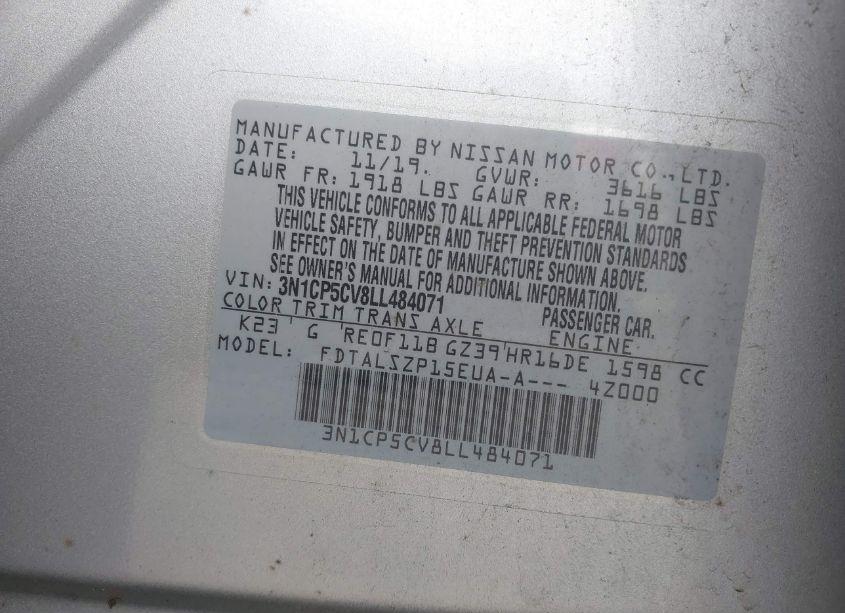 MANUFACTURED BY NISSAN MOTOR CO.,LTD.
DATE: 11/19. GVWR: 3616 LBS
GAWR FR: 1918 LBS GAWR RR: 1698 LBS
THIS VEHICLE CONFORMS TO ALL APPLICABLE FEDERAL MOTOR
VEHICLE SAFETY, BUMPER AND THEFT PREVENTION STANDARDS
IN EFFECT ON THE DATE OF MANUFACTURE SHOWN ABOVE.
SEE OWNER'S MANUAL FOR ADDITIONAL INFORMATION.
VIN: 3N1CP5CV8LL484071 PASSENGER CAR.
COLOR TRIM TRANS AXLE ENGINE
K23 ' G ' RE0F11B GZ39'HR16DE 1598 CC
MODEL: FDTALSZP15EUA-A--- 4Z000
3N1CP5CV8LL484071